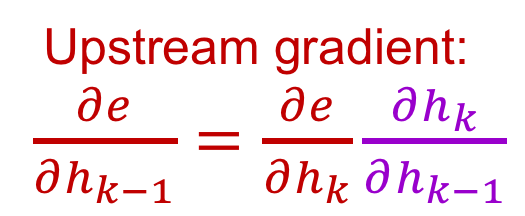 Upstream gradient:
∂e/∂h_{k−1} = ∂e/∂h_k ∂h_k/∂h_{k−1}